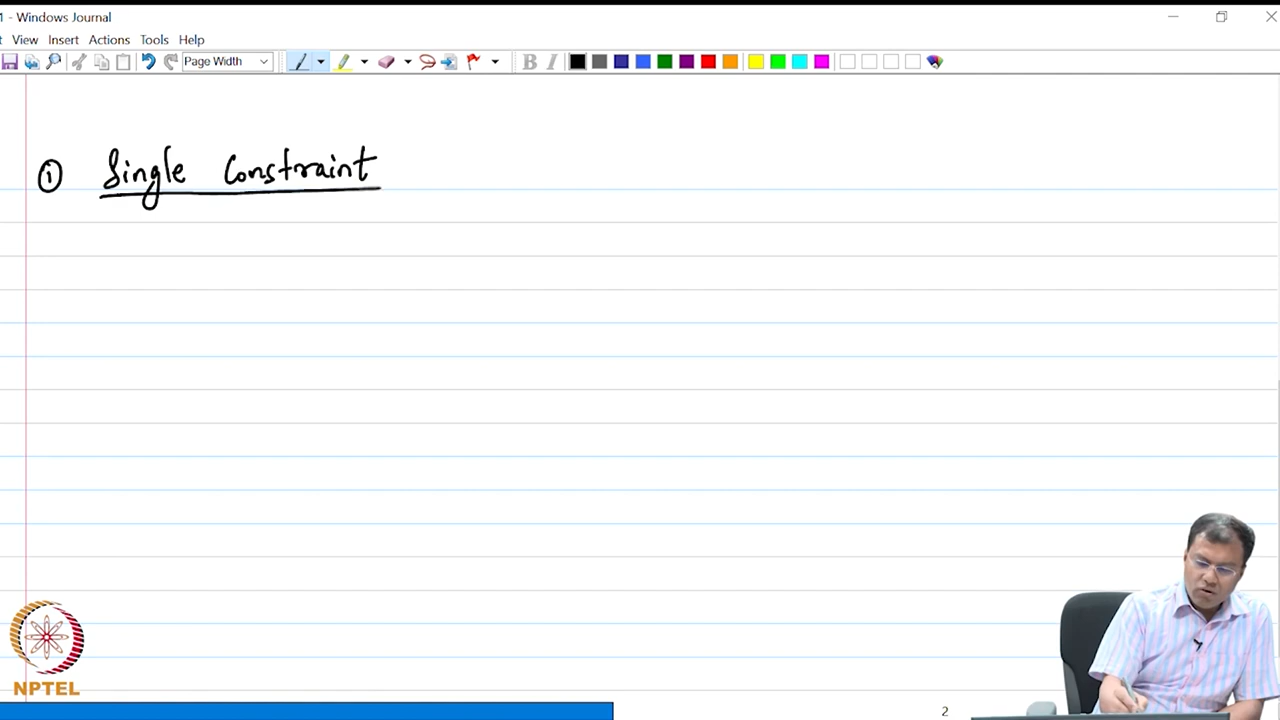 1 - Windows Journal
t View Insert Actions Tools Help
Page Width
B I
① Single Constraint
NPTEL
2